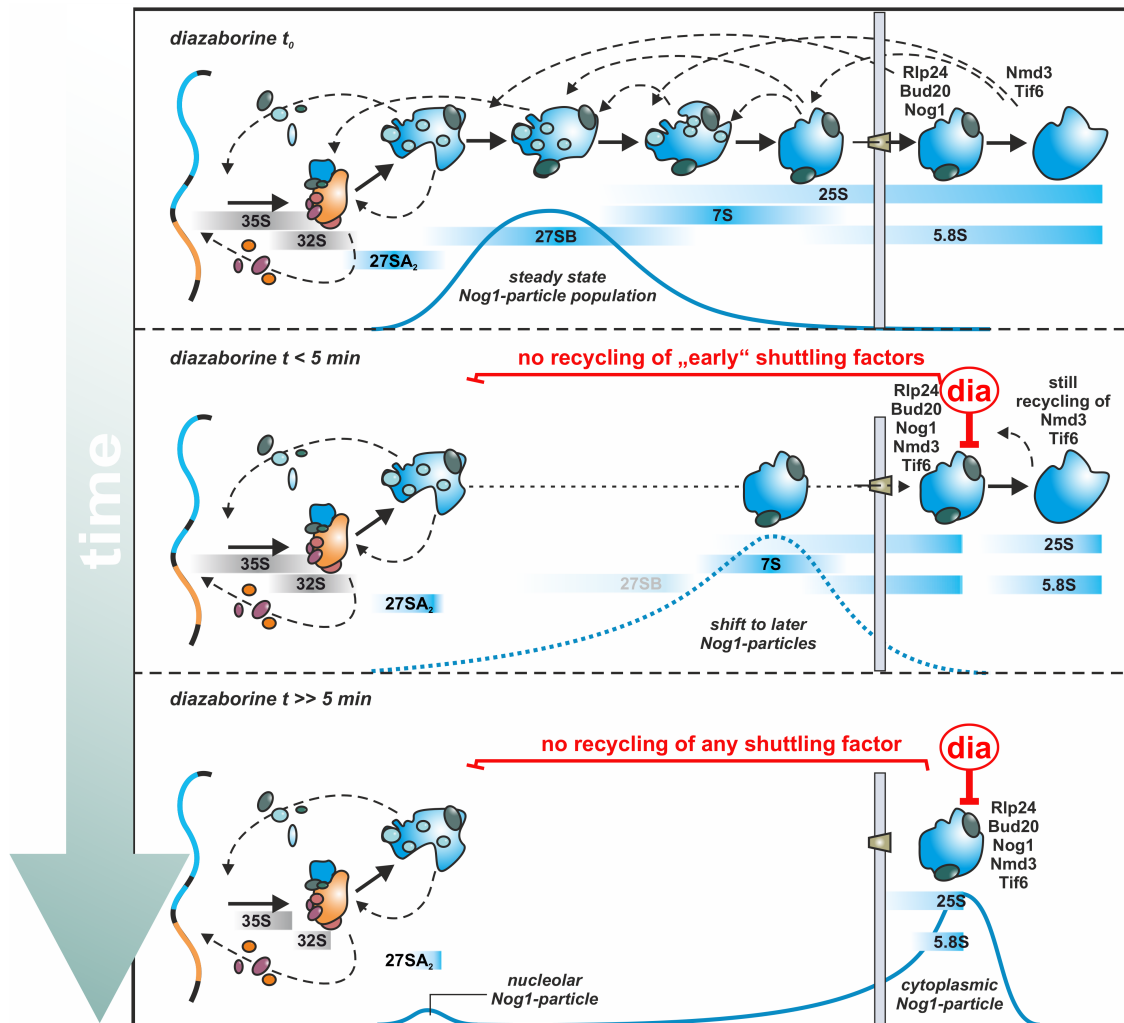 time
diazaborine t0
Rlp24
Bud20
Nog1
Nmd3
Tif6
25S
35S
7S
32S
27SB
5.8S
27SA2
steady state
Nog1-particle population
diazaborine t < 5 min
no recycling of „early“ shuttling factors
dia
Rlp24
Bud20
Nog1
Nmd3
Tif6
still
recycling of
Nmd3
Tif6
25S
35S
7S
32S
27SB
5.8S
27SA2
shift to later
Nog1-particles
diazaborine t >> 5 min
no recycling of any shuttling factor
dia
Rlp24
Bud20
Nog1
Nmd3
Tif6
25S
35S
32S
5.8S
27SA2
nucleolar
Nog1-particle
cytoplasmic
Nog1-particle